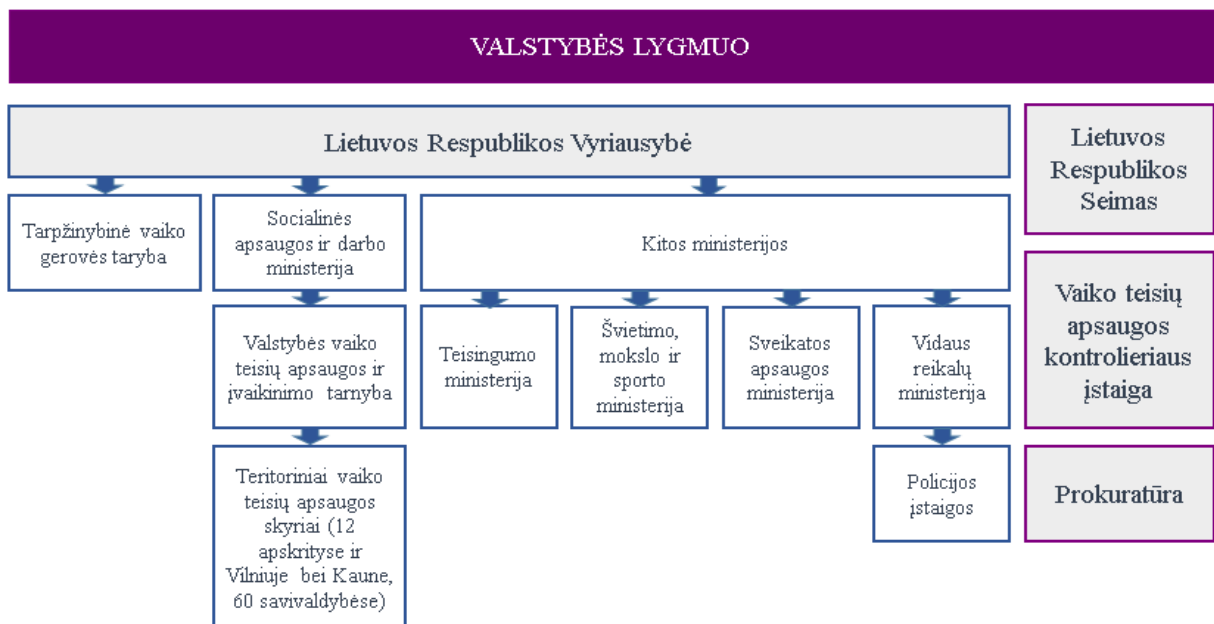 VALSTYBĖS LYGMUO
Lietuvos Respublikos Vyriausybė
Lietuvos
Respublikos
Seimas
Tarpžinybinė vaiko
gerovės taryba
Socialinės
apsaugos ir darbo
ministerija
Kitos ministerijos
Valstybės vaiko
teisių apsaugos ir
įvaikinimo tarnyba
Teisingumo
ministerija
Švietimo,
mokslo ir
sporto
ministerija
Sveikatos
apsaugos
ministerija
Vidaus
reikalų
ministerija
Vaiko teisių
apsaugos
kontrolieriaus
įstaiga
Teritoriniai vaiko
teisių apsaugos
skyriai (12
apskrityse ir
Vilniuje bei Kaune,
60 savivaldybėse)
Policijos
įstaigos
Prokuratūra